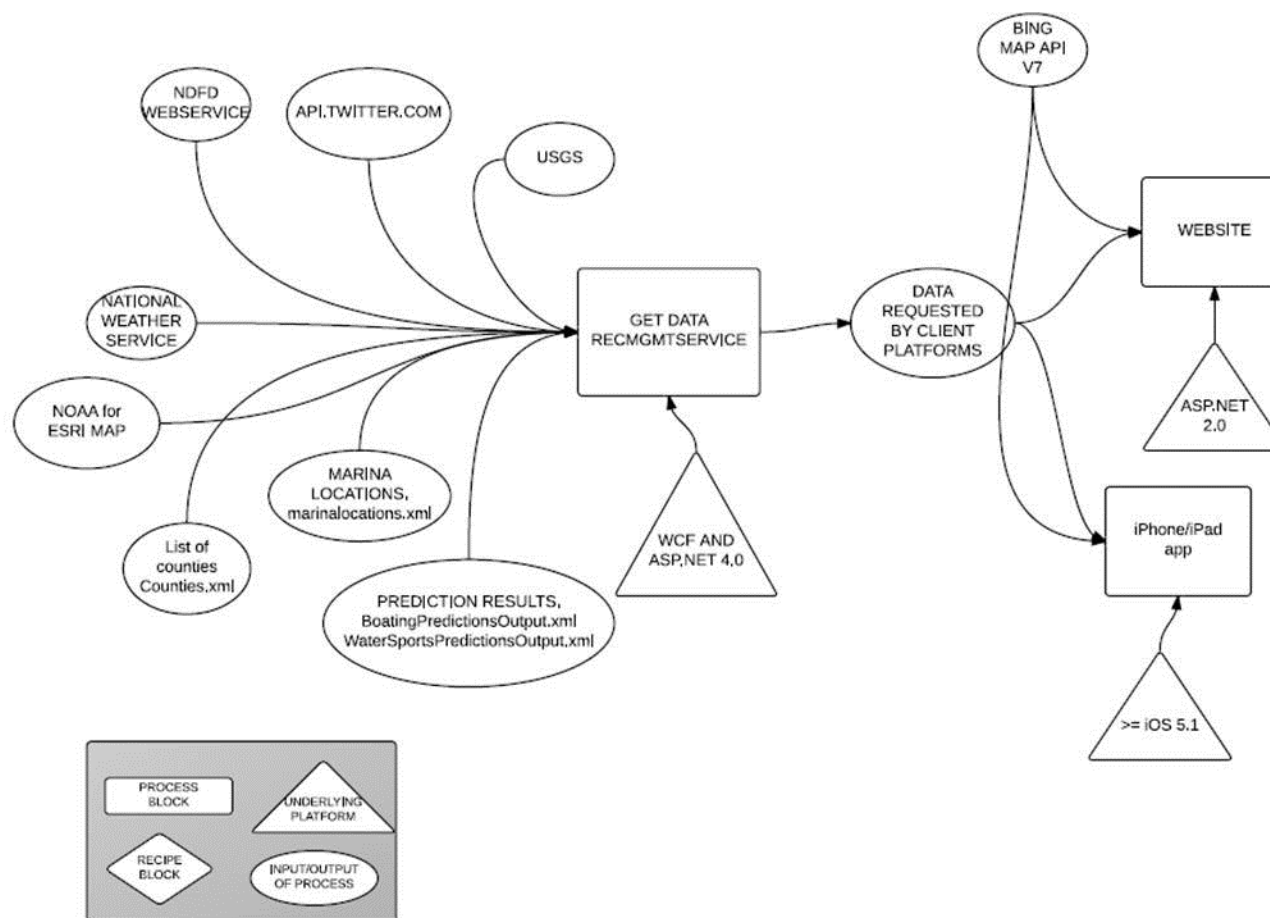 BING
MAP API
V7
NDFD
WEBSERVICE
API.TWITTER.COM
USGS
WEBSITE
NATIONAL
WEATHER
SERVICE
GET DATA
RECMGMTSERVICE
DATA
REQUESTED
BY CLIENT
PLATFORMS
ASP.NET
2.0
NOAA for
ESRI MAP
MARINA
LOCATIONS,
marinalocations.xml
iPhone/iPad
app
WCF AND
ASP.NET 4.0
List of
counties
Counties.xml
PREDICTION RESULTS,
BoatingPredictionsOutput.xml
WaterSportsPredictionsOutput.xml
>= iOS 5.1
PROCESS
BLOCK
UNDERLYING
PLATFORM
RECIPE
BLOCK
INPUT/OUTPUT
OF PROCESS